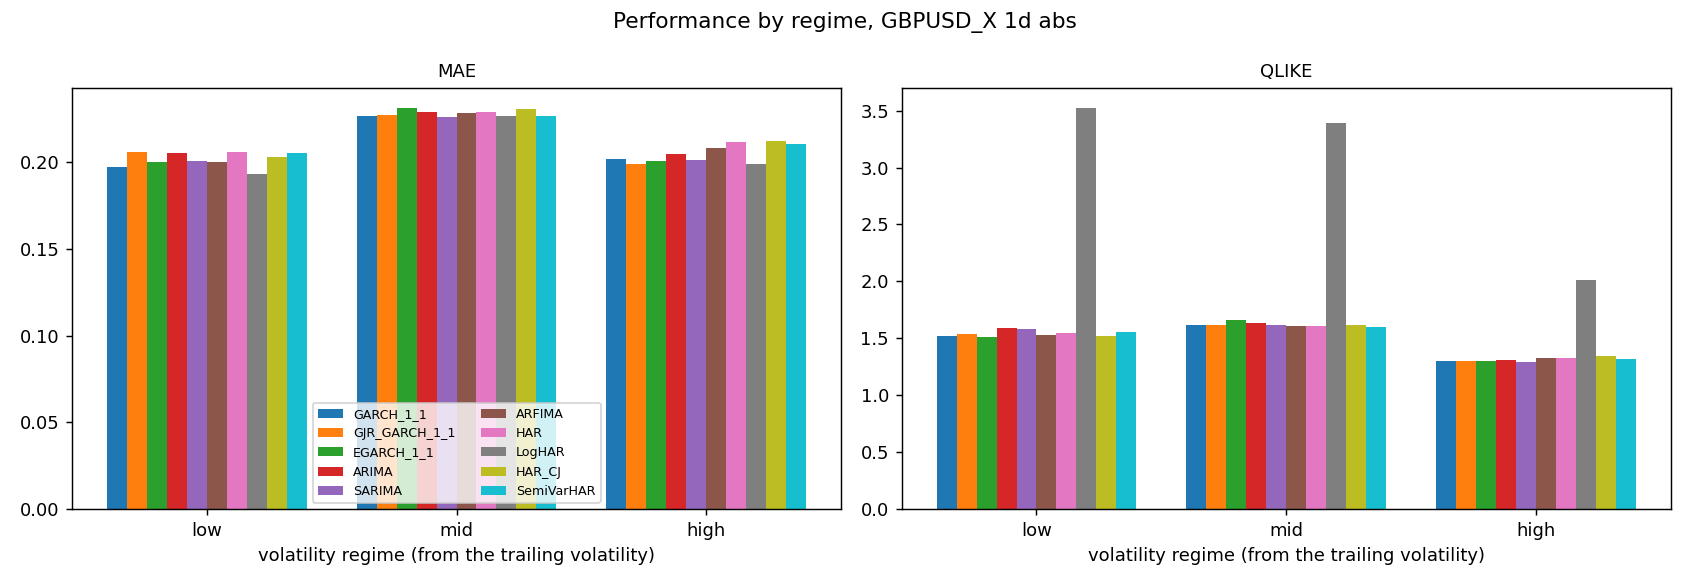 Performance by regime, GBPUSD_X 1d abs
MAE
0.20
0.15
0.10
0.05
0.00
low
mid
high
volatility regime (from the trailing volatility)
GARCH_1_1
GJR_GARCH_1_1
EGARCH_1_1
ARIMA
SARIMA
ARFIMA
HAR
LogHAR
HAR_CJ
SemiVarHAR
QLIKE
3.5
3.0
2.5
2.0
1.5
1.0
0.5
0.0
low
mid
high
volatility regime (from the trailing volatility)